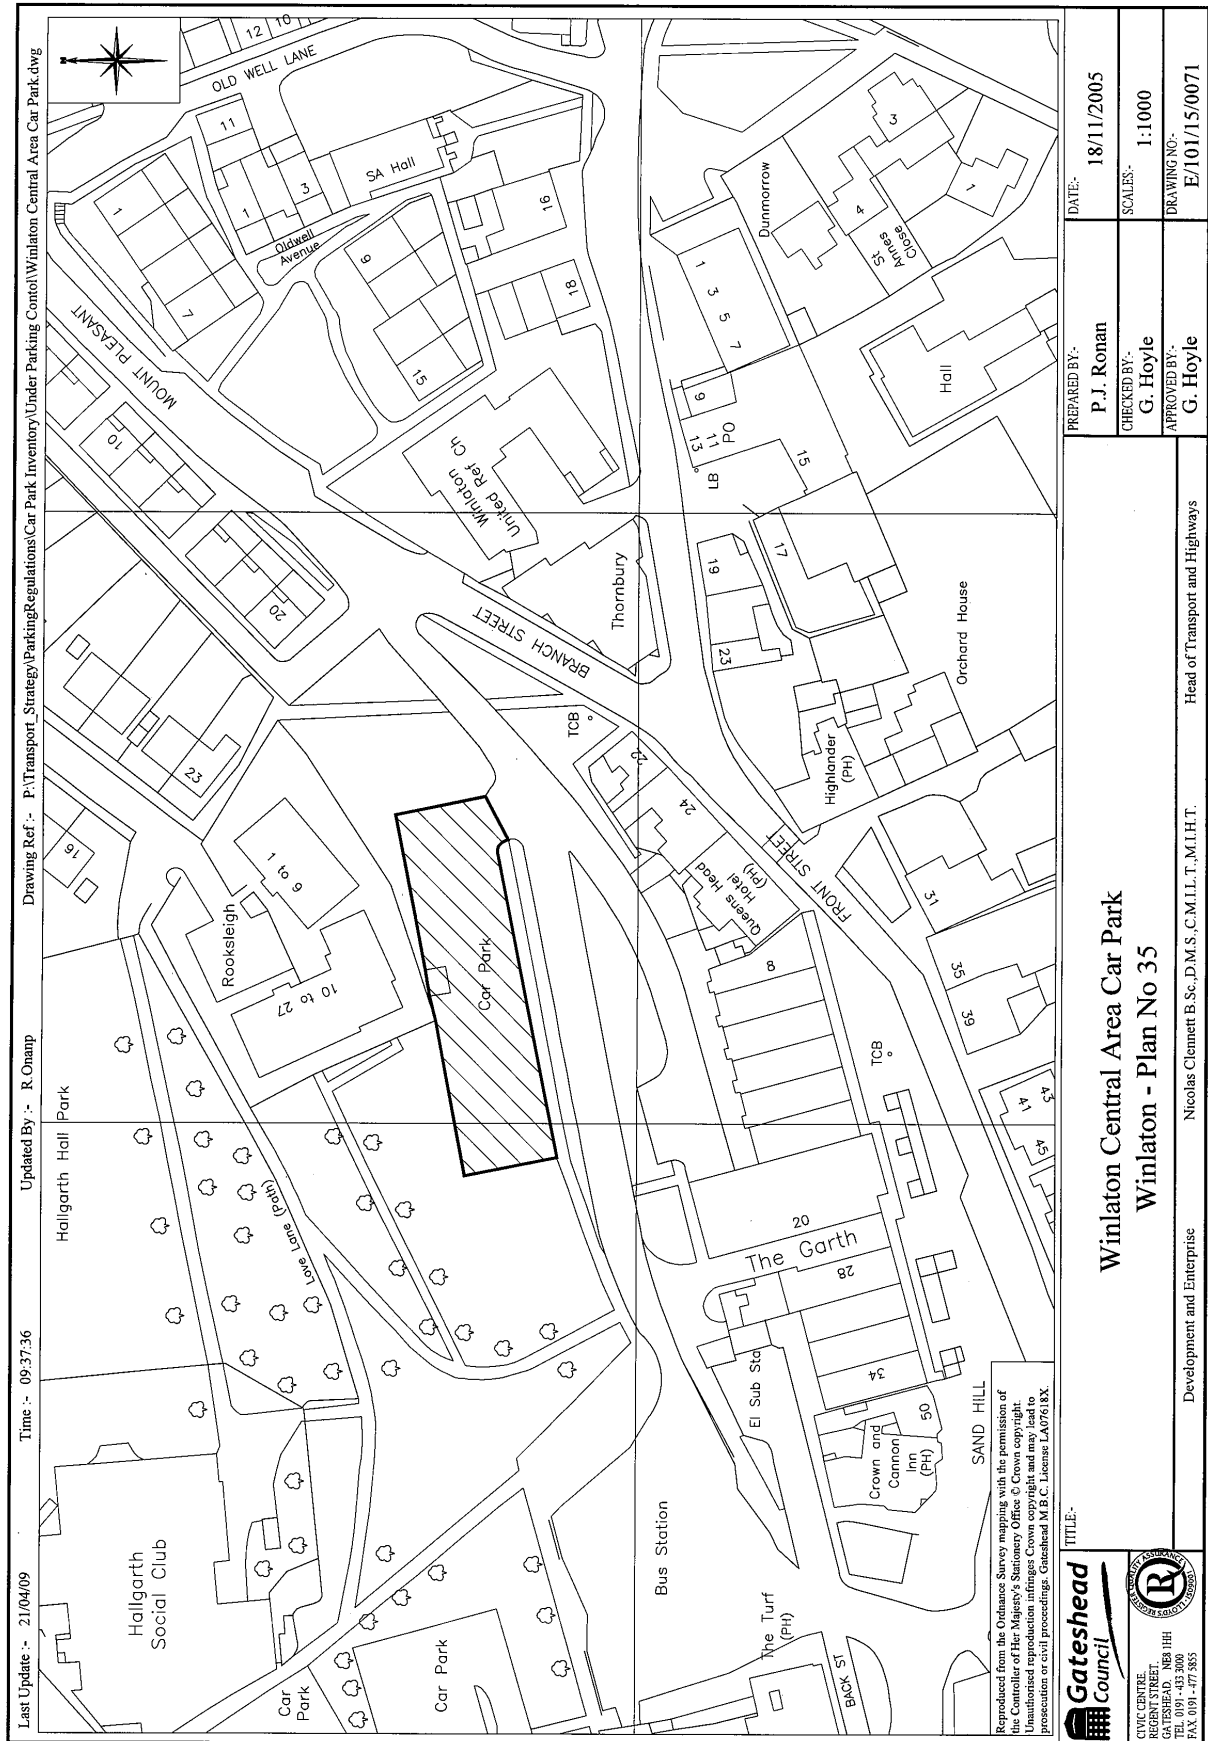 Last Update :- 21/04/09
Time :- 09:37:36
Updated By :- R.Onanp
Drawing Ref :- P:\Transport_Strategy\ParkingRegulations\Car Park Inventory\Under Parking Contol\Winlaton Central Area Car Park.dwg
N
Hallgarth Hall Park
Hallgarth
Social Club
Car
Park
Car Park
Love Lane (Path)
Rooksleigh
10 to 27
1
to 9
16
23
20
10
MOUNT PLEASANT
7
1
OLD WELL LANE
12
10
11
1
3
Oldwell
Avenue
SA Hall
9
15
16
18
Winlaton
United Ref Ch
Thornbury
BRANCH STREET
TCB
Car Park
22
24
Queens Head
Hotel
(PH)
8
FRONT STREET
Bus Station
El Sub Sta
The Garth
20
28
34
50
Crown and
Cannon
Inn
(PH)
The Turf
(PH)
BACK ST
SAND HILL
TCB
41
43
45
39
35
31
Highlander
(PH)
Orchard House
23
19
17
15
LB
13
11
PO
9
7
5
3
1
Dunmorrow
4
St
Annes
Close
3
1
Hall
Reproduced from the Ordnance Survey mapping with the permission of
the Controller of Her Majesty's Stationery Office © Crown copyright.
Unauthorised reproduction infringes Crown copyright and may lead to
prosecution or civil proceedings. Gateshead M.B.C. License LA07618X.
Gateshead
Council
CIVIC CENTRE.
REGENT STREET.
GATESHEAD. NE8 1HH
TEL. 0191 - 433 3000
FAX. 0191 - 477 5855
LLOYD'S REGISTER QUALITY ASSURANCE
ISO9001
TITLE:-
Winlaton Central Area Car Park
Winlaton - Plan No 35
Development and Enterprise
Nicolas Clennett B.Sc.,D.M.S.,C.M.I.L.T.,M.I.H.T.
Head of Transport and Highways
PREPARED BY:-
P.J. Ronan
CHECKED BY:-
G. Hoyle
APPROVED BY:-
G. Hoyle
DATE:-
18/11/2005
SCALES:-
1:1000
DRAWING NO:-
E/101/15/0071